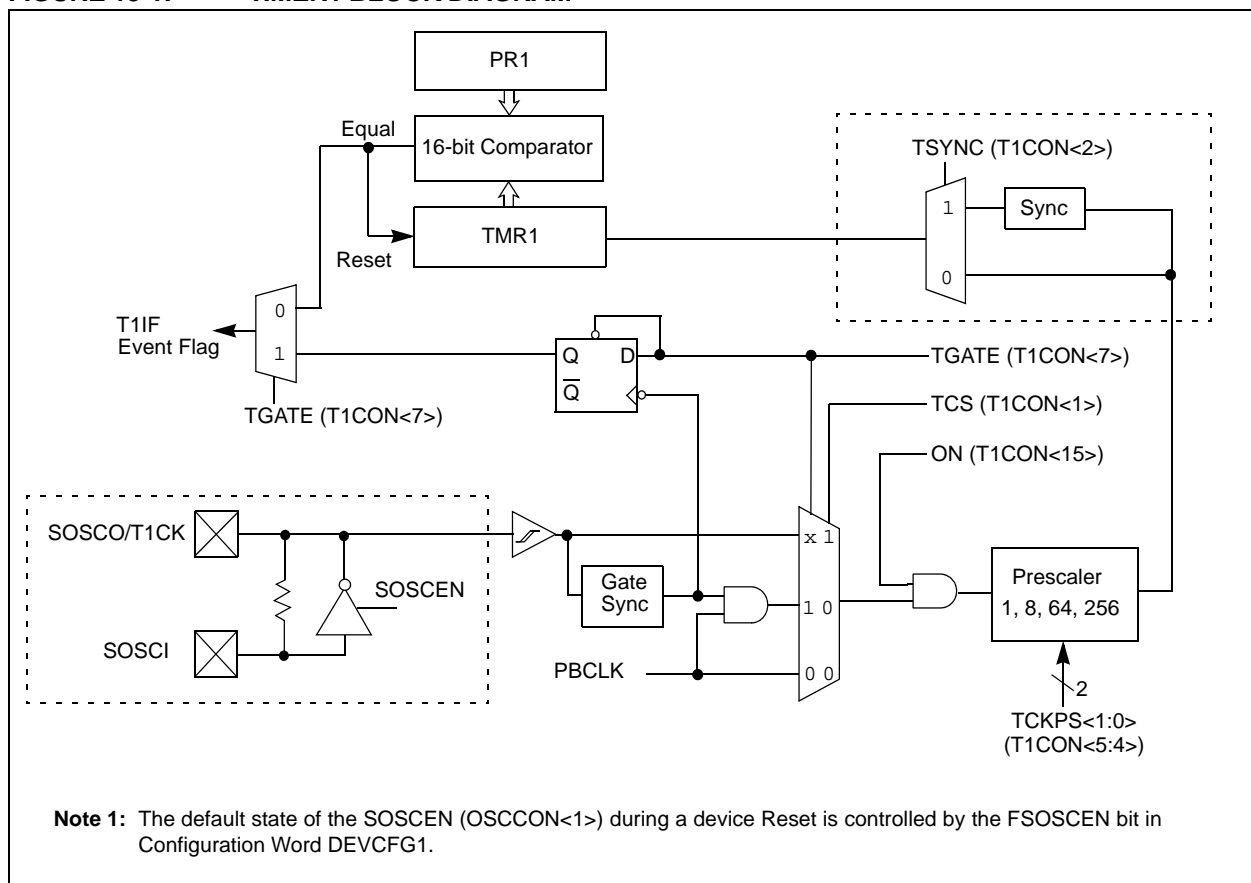 PR1
Equal
16-bit Comparator
TSYNC (T1CON<2>)
1
Sync
TMR1
Reset
0
0
T1IF
Event Flag
1
Q D
Q
TGATE (T1CON<7>)
TGATE (T1CON<7>)
TCS (T1CON<1>)
ON (T1CON<15>)
SOSCO/T1CK
x 1
SOSCEN
Gate
Sync
1 0
Prescaler
1, 8, 64, 256
SOSCI
PBCLK
0 0
2
TCKPS<1:0>
(T1CON<5:4>)
Note 1: The default state of the SOSCEN (OSCCON<1>) during a device Reset is controlled by the FSOSCEN bit in
Configuration Word DEVCFG1.